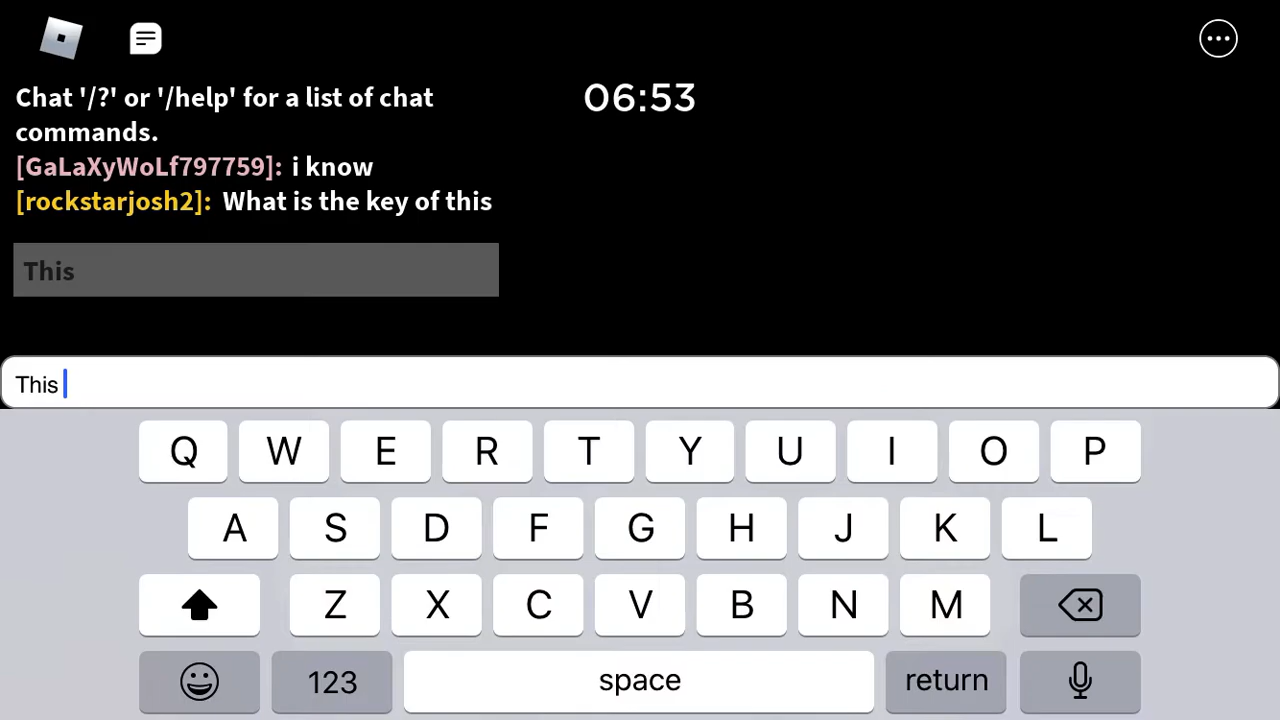 Chat '/?' or '/help' for a list of chat
commands.
06:53
[GaLaXyWoLf797759]: i know
[rockstarjosh2]: What is the key of this
This
This
Q W E R T Y U I O P
A S D F G H J K L
Z X C V B N M
123 space return